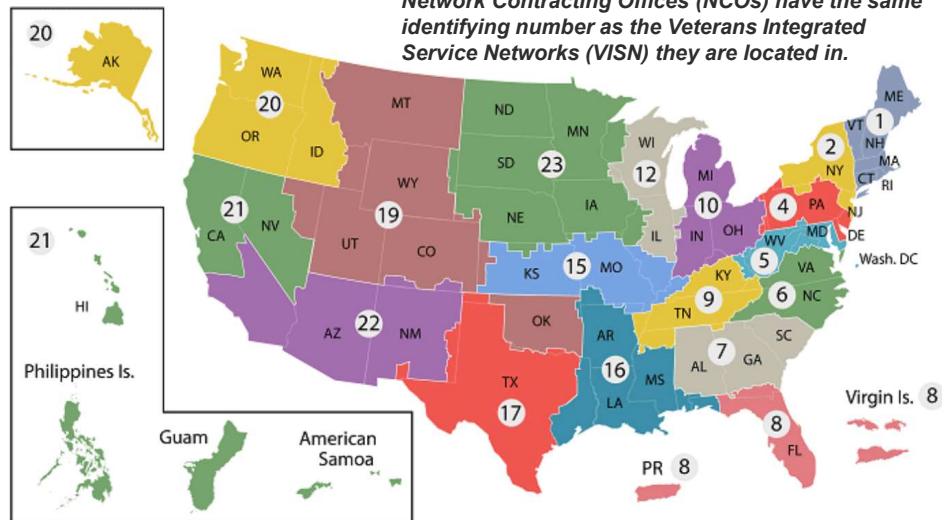 Network Contracting Offices (NCOs) have the same
identifying number as the Veterans Integrated
Service Networks (VISN) they are located in.
20
AK
WA
20
OR
ID
MT
WY
19
UT
CO
ND
MN
SD
23
NE
IA
WI
12
IL
MI
10
IN
OH
ME
VT
1
NH
MA
CT
RI
2
NY
4
PA
NJ
DE
MD
WV
5
Wash. DC
VA
6
NC
KY
9
TN
21
CA
NV
KS
15
MO
AZ
22
NM
OK
AR
16
MS
LA
SC
7
AL
GA
TX
17
8
FL
Virgin Is. 8
PR 8
21
HI
Philippines Is.
Guam
American
Samoa